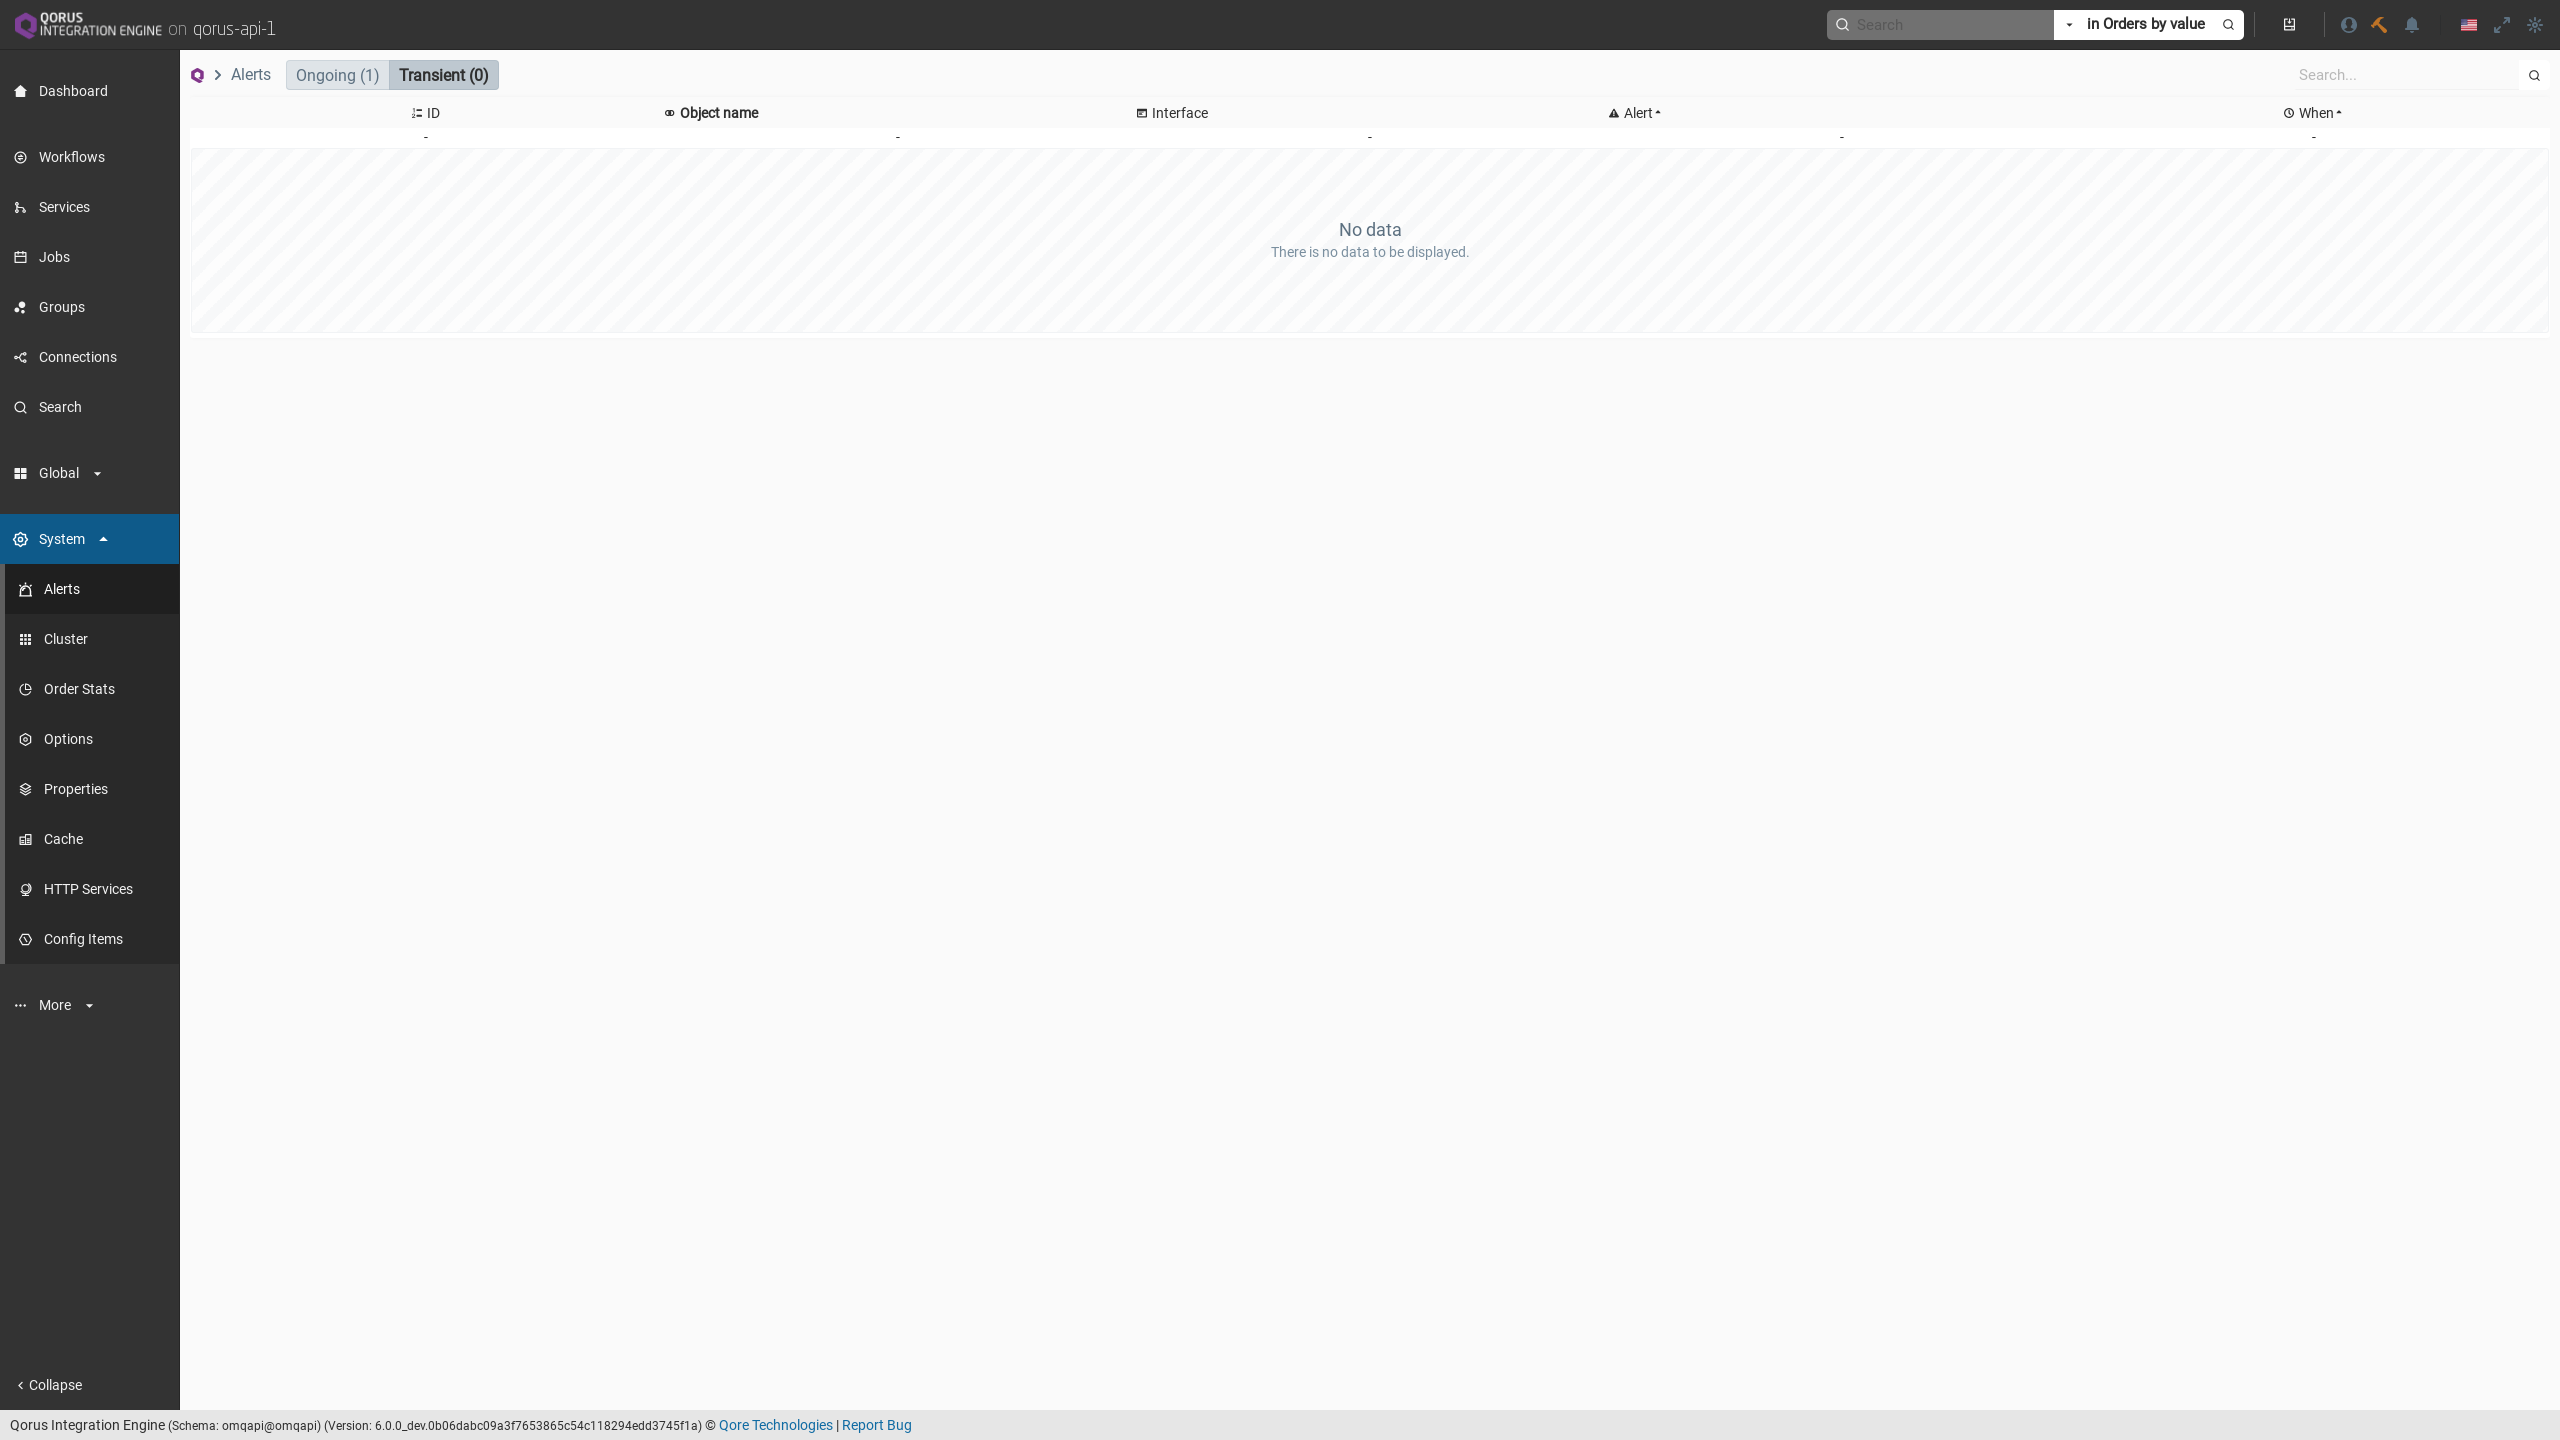 QORUS
INTEGRATION ENGINE on qorus-api-1
Search
in Orders by value
Dashboard
Workflows
Services
Jobs
Groups
Connections
Search
Global
System
Alerts
Cluster
Order Stats
Options
Properties
Cache
HTTP Services
Config Items
More
Collapse
Alerts Ongoing (1) Transient (0)
Search...
ID Object name Interface Alert When
- - - - -
No data
There is no data to be displayed.
Qorus Integration Engine (Schema: omqapi@omqapi) (Version: 6.0.0_dev.0b06dabc09a3f7653865c54c118294edd3745f1a) © Qore Technologies | Report Bug